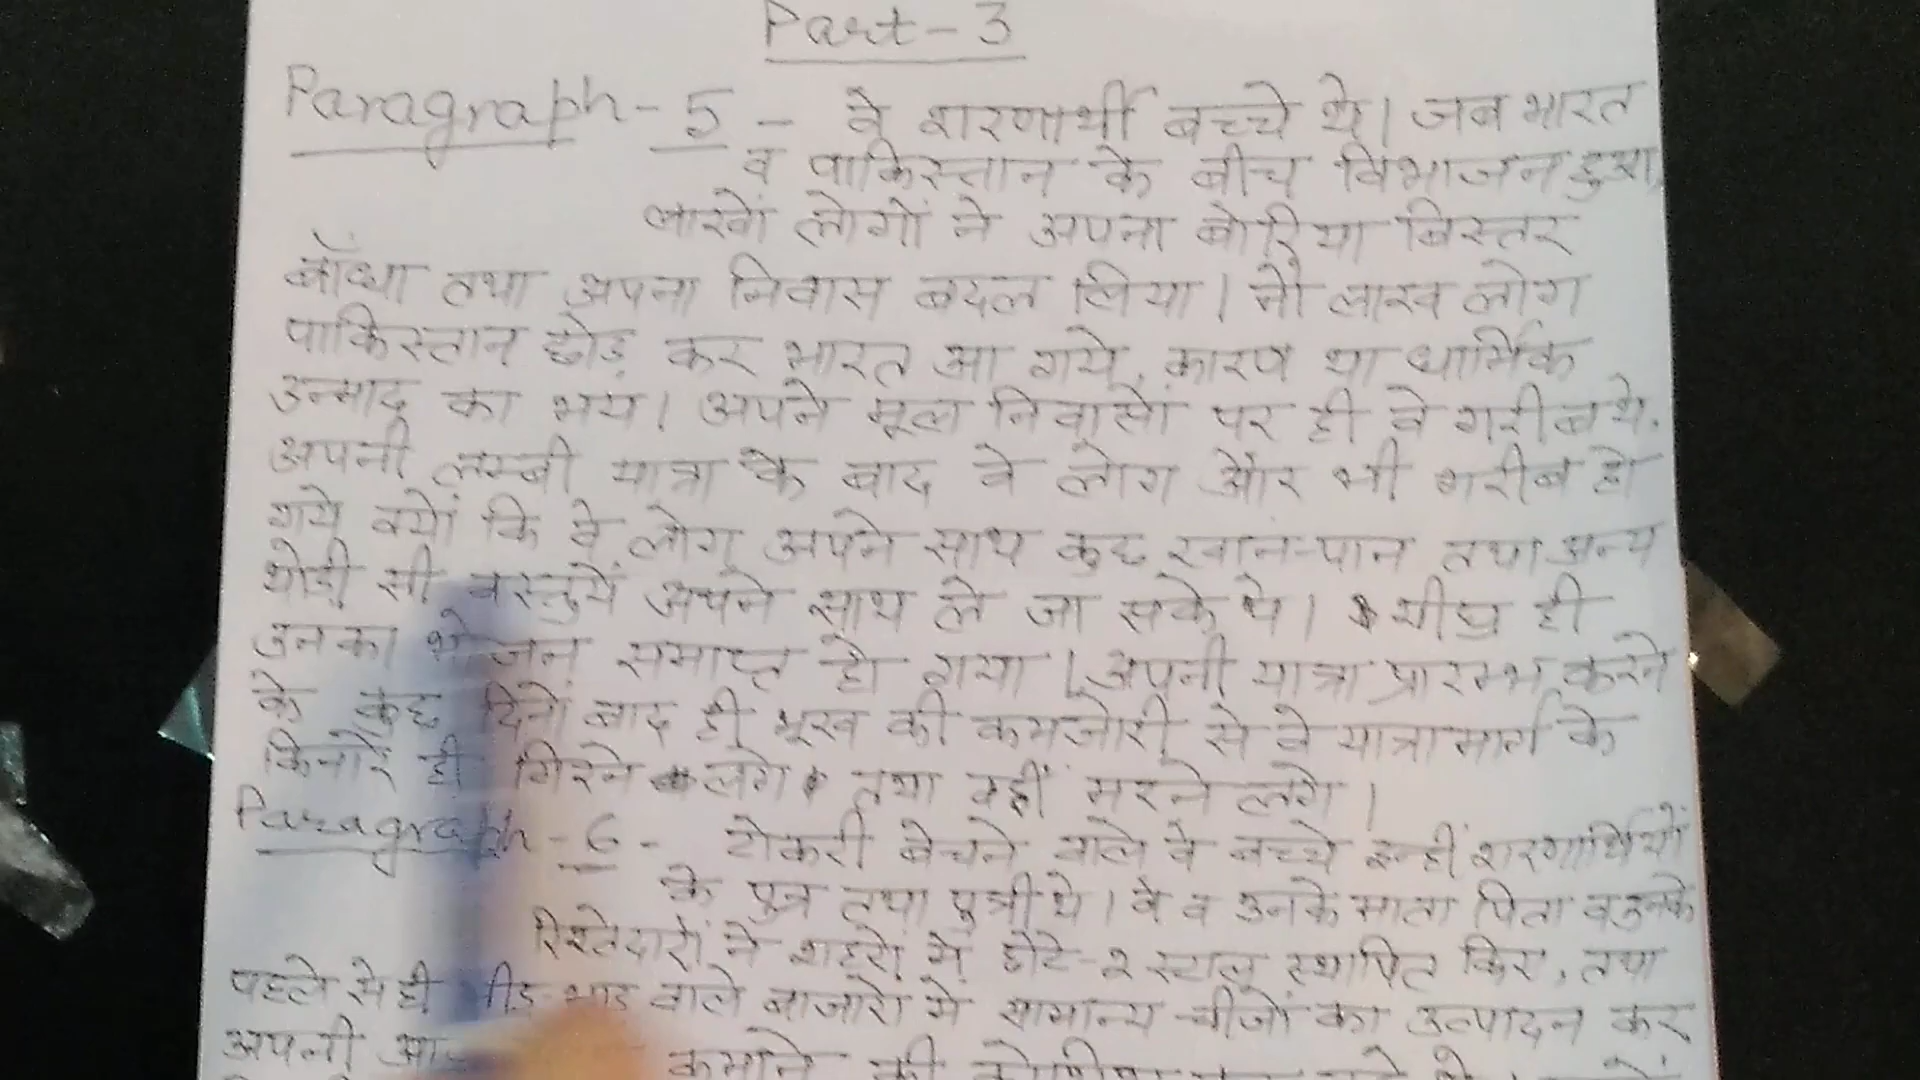 Part-3
Paragraph-5 - वे शरणार्थी बच्चे थे। जब भारत
व पाकिस्तान के बीच विभाजन हुआ,
लाखों लोगों ने अपना बोरिया बिस्तर
बाँधा तथा अपना निवास बदल लिया। नौ लाख लोग
पाकिस्तान छोड़ कर भारत आ गये, कारण था धार्मिक
उन्माद का भय। अपने मूल निवासों पर ही वे गरीब थे.
अपनी लम्बी यात्रा के बाद वे लोग और भी गरीब हो
गये क्यों कि वे लोग अपने साथ कुछ खान-पान तथा अन्य
थोड़ी सी वस्तुयें अपने साथ ले जा सके थे। शीघ्र ही
उनका भोजन समाप्त हो गया। अपनी यात्रा प्रारम्भ करने
के कुछ दिनों बाद ही भूख की कमजोरी से वे यात्रा मार्ग के
किनारे ही गिरने लगे तथा वहीं मरने लगे।
Paragraph-6- टोकरी बेचने वाले वे बच्चे इन्हीं शरणार्थियों
के पुत्र तथा पुत्री थे। वे व उनके माता पिता व उनके
रिश्तेदारों ने शहरों में छोटे-२ स्टाल स्थापित किए, तथा
पहले से ही भीड़-भाड़ वाले बाजारों में सामान्य चीजों का उत्पादन कर
अपनी कमाने की